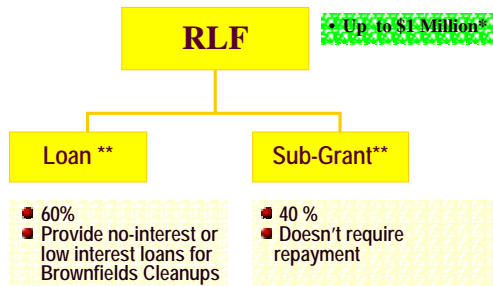 RLF
• Up to $1 Million*
Loan **
Sub-Grant**
60%
Provide no-interest or
low interest loans for
Brownfields Cleanups
40 %
Doesn't require
repayment